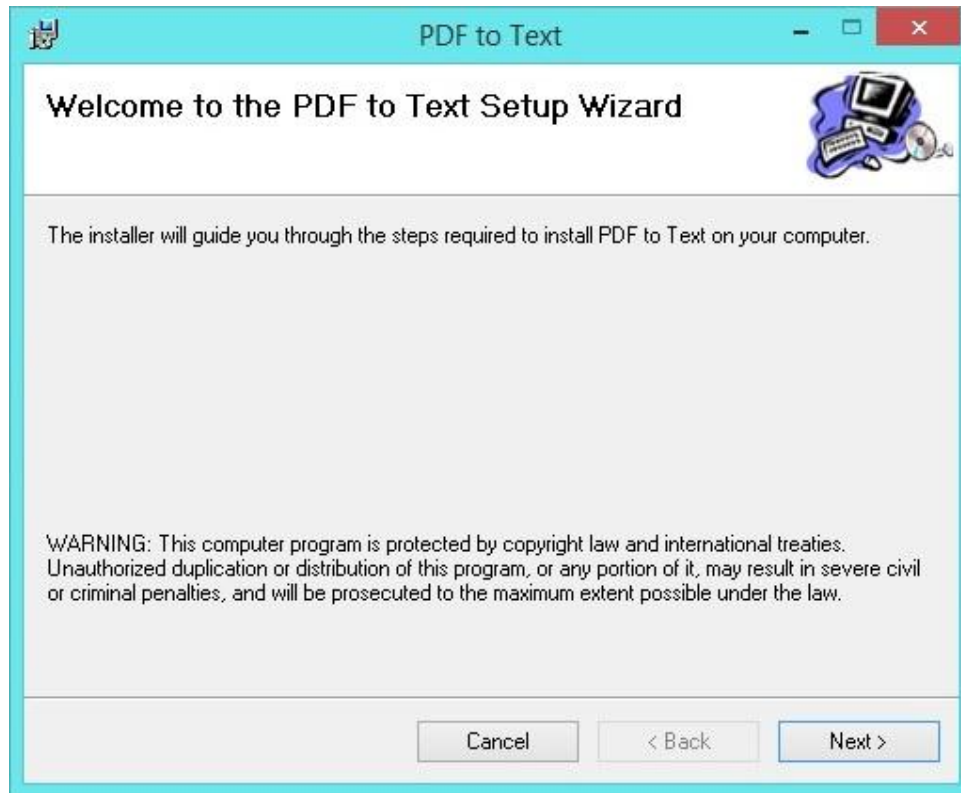 PDF to Text
Welcome to the PDF to Text Setup Wizard
The installer will guide you through the steps required to install PDF to Text on your computer.
WARNING: This computer program is protected by copyright law and international treaties.
Unauthorized duplication or distribution of this program, or any portion of it, may result in severe civil
or criminal penalties, and will be prosecuted to the maximum extent possible under the law.
Cancel < Back Next >